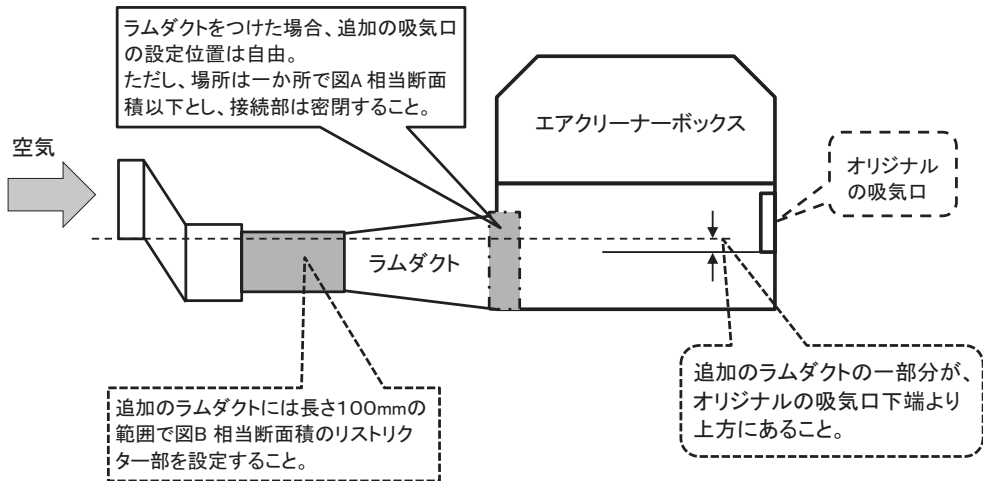 ラムダクトをつけた場合、追加の吸気口
の設定位置は自由。
ただし、場所は一か所で図A 相当断面
積以下とし、接続部は密閉すること。
エアクリーナーボックス
空気
オリジナル
の吸気口
ラムダクト
追加のラムダクトの一部分が、
オリジナルの吸気口下端より
上方にあること。
追加のラムダクトには長さ100mmの
範囲で図B 相当断面積のリストリク
ター部を設定すること。